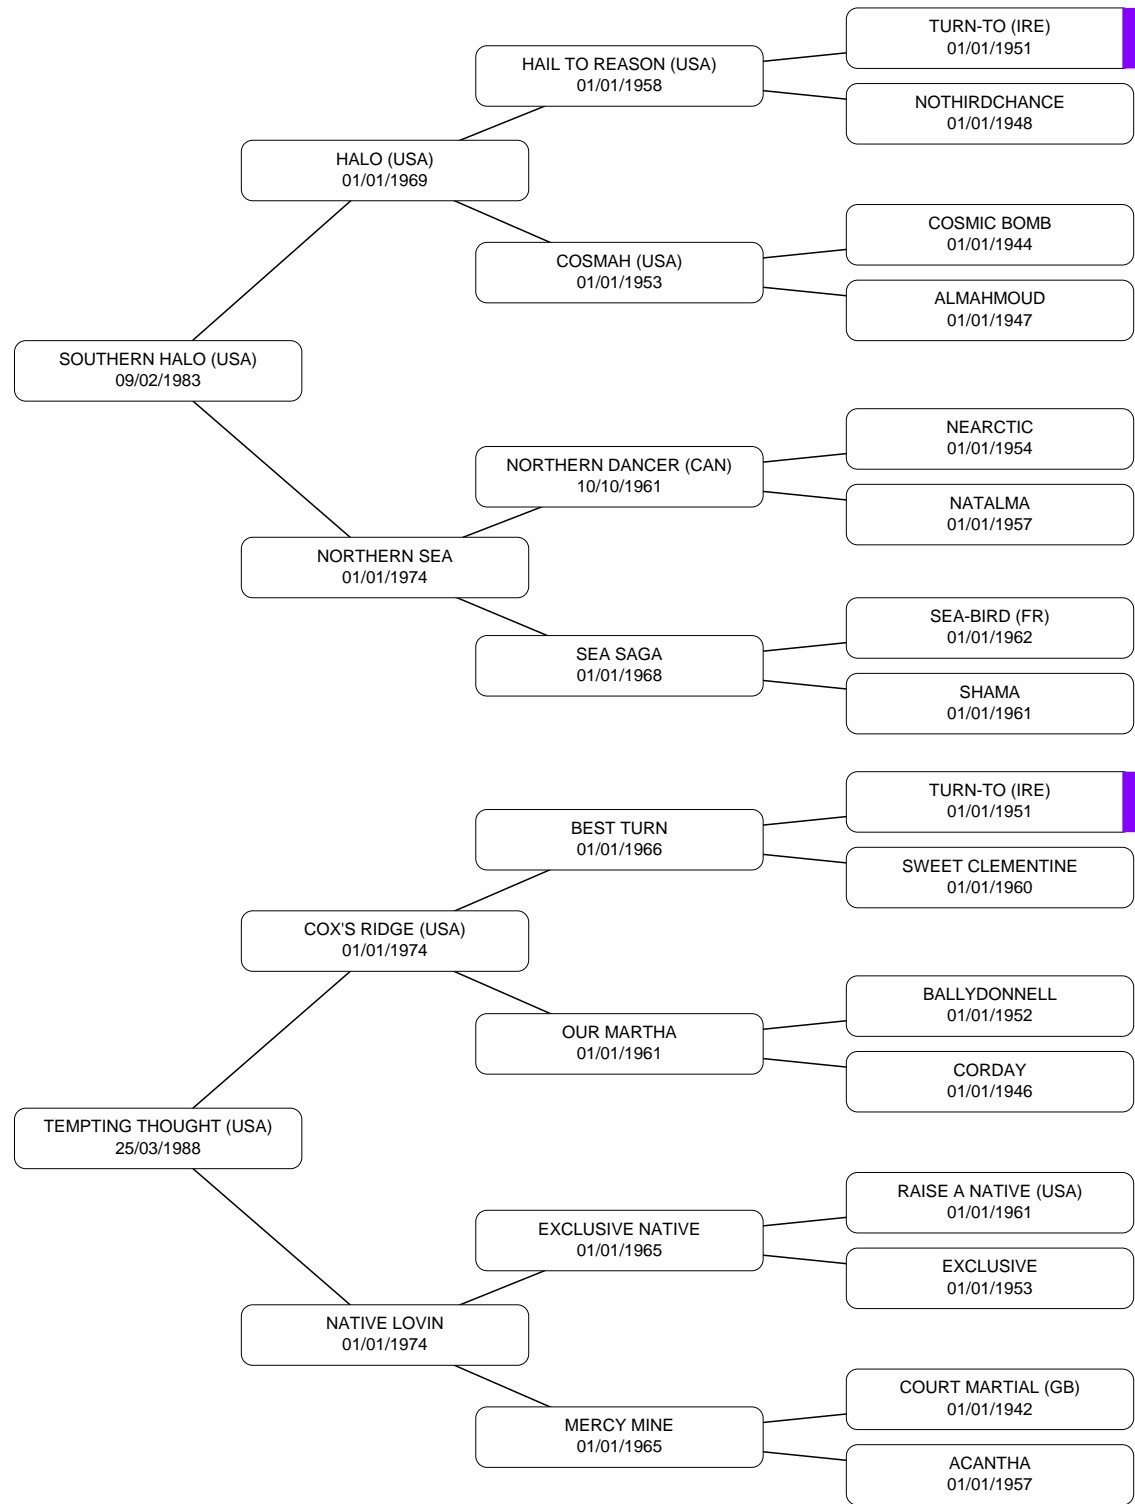 TURN-TO (IRE)
01/01/1951
HAIL TO REASON (USA)
01/01/1958
NOTHIRDCHANCE
01/01/1948
HALO (USA)
01/01/1969
COSMIC BOMB
01/01/1944
COSMAH (USA)
01/01/1953
ALMAHMOUD
01/01/1947
SOUTHERN HALO (USA)
09/02/1983
NEARCTIC
01/01/1954
NORTHERN DANCER (CAN)
10/10/1961
NATALMA
01/01/1957
NORTHERN SEA
01/01/1974
SEA-BIRD (FR)
01/01/1962
SEA SAGA
01/01/1968
SHAMA
01/01/1961
TURN-TO (IRE)
01/01/1951
BEST TURN
01/01/1966
SWEET CLEMENTINE
01/01/1960
COX'S RIDGE (USA)
01/01/1974
BALLYDONNELL
01/01/1952
OUR MARTHA
01/01/1961
CORDAY
01/01/1946
TEMPTING THOUGHT (USA)
25/03/1988
RAISE A NATIVE (USA)
01/01/1961
EXCLUSIVE NATIVE
01/01/1965
EXCLUSIVE
01/01/1953
NATIVE LOVIN
01/01/1974
COURT MARTIAL (GB)
01/01/1942
MERCY MINE
01/01/1965
ACANTHA
01/01/1957